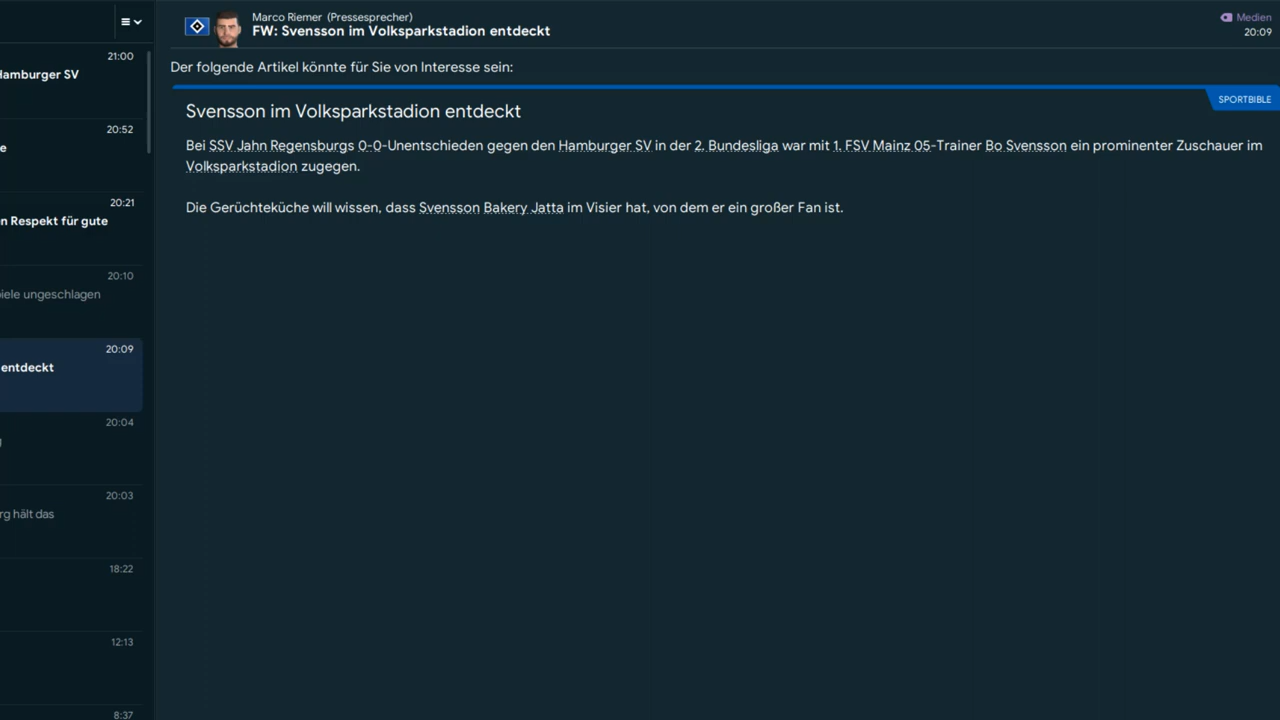 21:00
Hamburger SV
20:52
e
20:21
n Respekt für gute
20:10
iele ungeschlagen
20:09
entdeckt
20:04
20:03
rg hält das
18:22
12:13
8:37
Marco Riemer (Pressesprecher)
FW: Svensson im Volksparkstadion entdeckt
Medien
20:09
Der folgende Artikel könnte für Sie von Interesse sein:
SPORTBIBLE
Svensson im Volksparkstadion entdeckt
Bei SSV Jahn Regensburgs 0-0-Unentschieden gegen den Hamburger SV in der 2. Bundesliga war mit 1. FSV Mainz 05-Trainer Bo Svensson ein prominenter Zuschauer im
Volksparkstadion zugegen.
Die Gerüchteküche will wissen, dass Svensson Bakery Jatta im Visier hat, von dem er ein großer Fan ist.